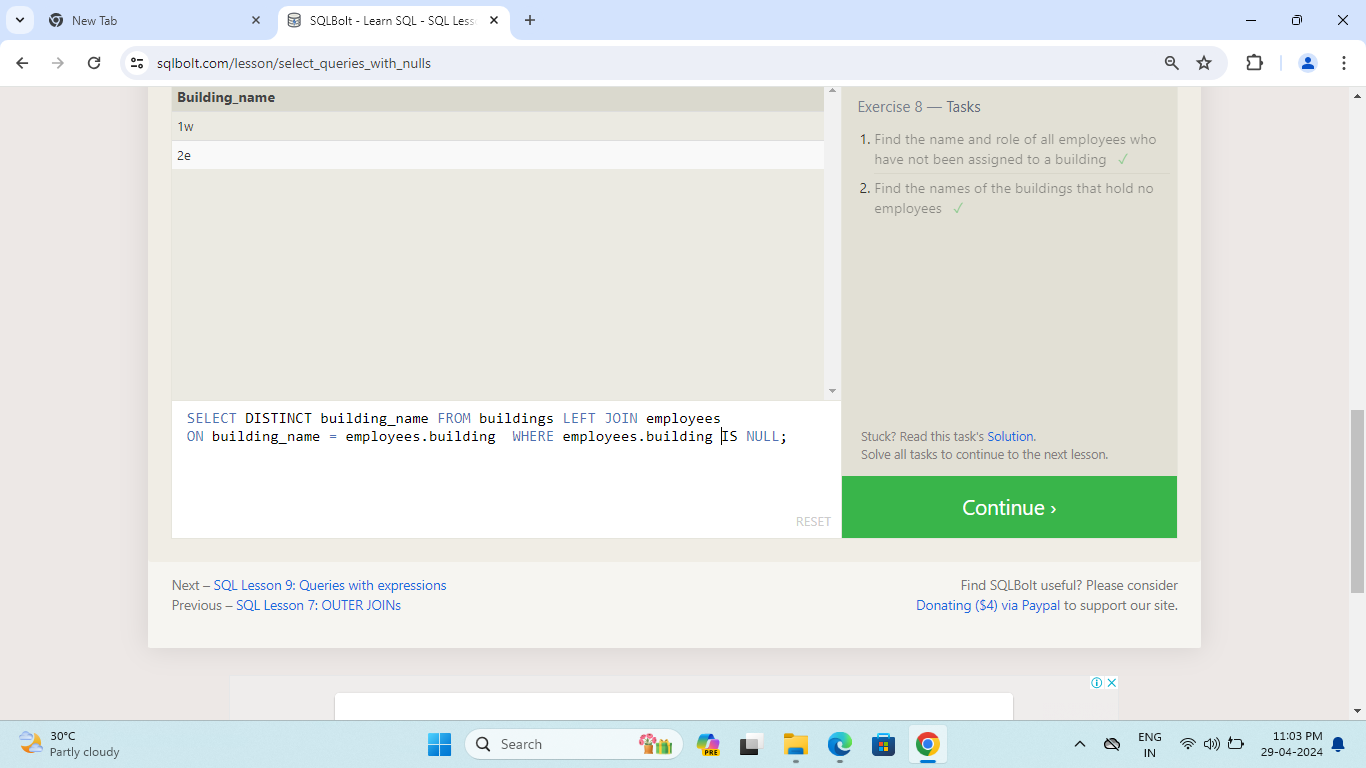 New Tab
SQLBolt - Learn SQL - SQL Less
sqlbolt.com/lesson/select_queries_with_nulls
Building_name
1w
2e
Exercise 8 — Tasks
1. Find the name and role of all employees who
have not been assigned to a building ✓
2. Find the names of the buildings that hold no
employees ✓
SELECT DISTINCT building_name FROM buildings LEFT JOIN employees
ON building_name = employees.building  WHERE employees.building IS NULL;
RESET
Stuck? Read this task's Solution.
Solve all tasks to continue to the next lesson.
Continue ›
Next – SQL Lesson 9: Queries with expressions
Previous – SQL Lesson 7: OUTER JOINs
Find SQLBolt useful? Please consider
Donating ($4) via Paypal to support our site.
30°C
Partly cloudy
Search
PRE
ENG
IN
11:03 PM
29-04-2024